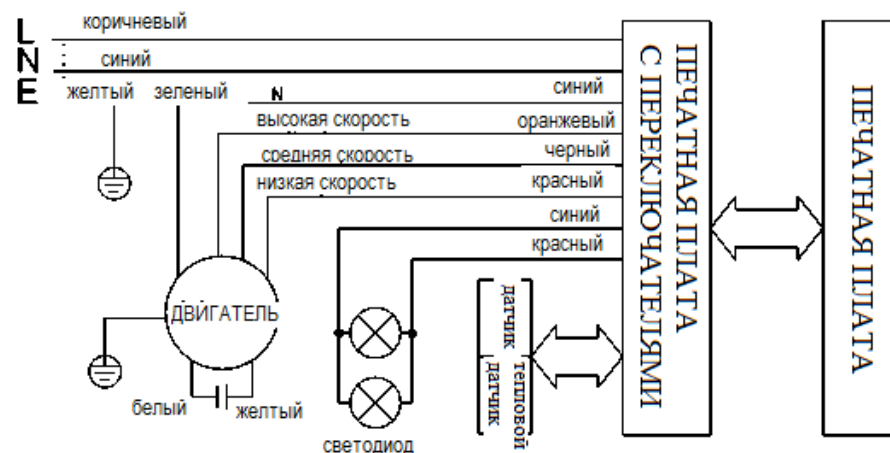 L
коричневый
N
синий
E
желтый зеленый
N
синий
высокая скорость
оранжевый
средняя скорость
черный
низкая скорость
красный
синий
красный
ДВИГАТЕЛЬ
белый
желтый
светодиод
датчик
тепловой
датчик
ПЕЧАТНАЯ ПЛАТА
С ПЕРЕКЛЮЧАТЕЛЯМИ
ПЕЧАТНАЯ ПЛАТА